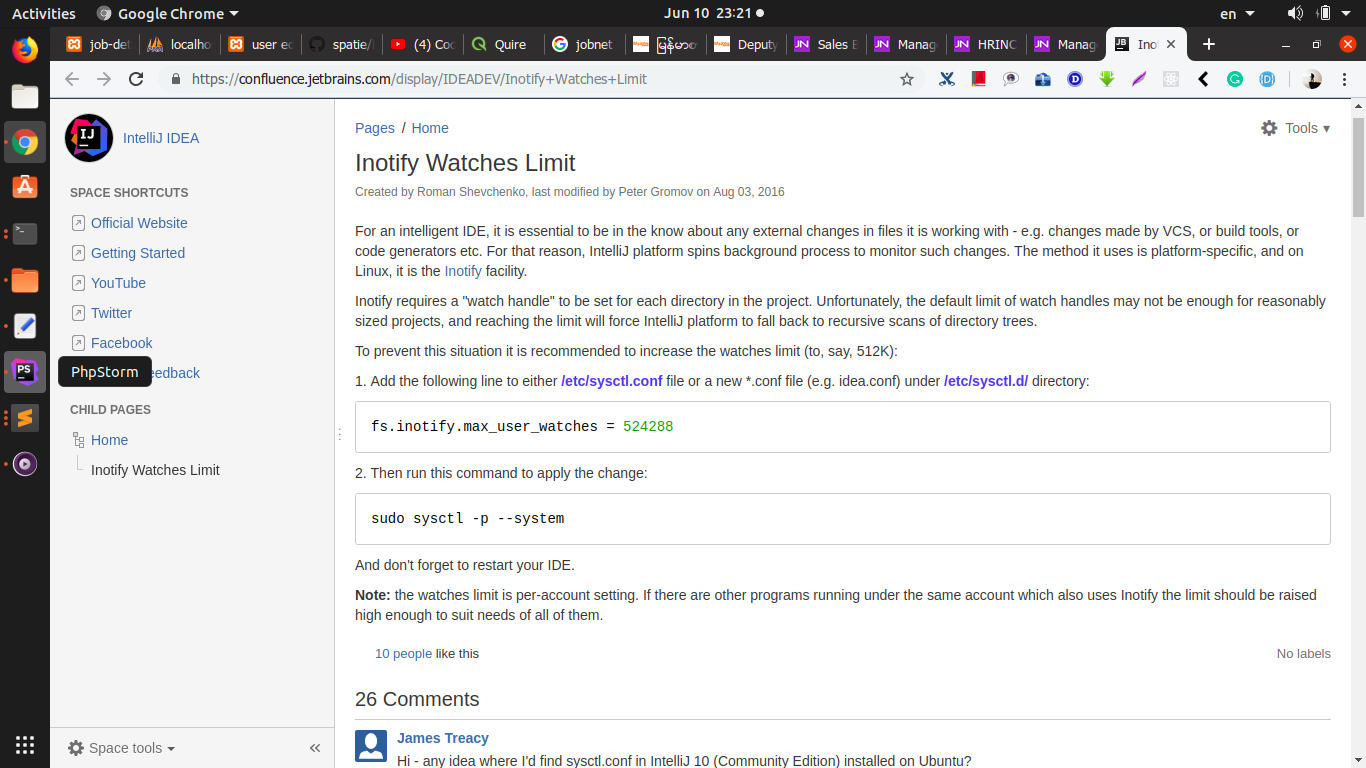 Activities
Google Chrome
Jun 10 23:21
en
job-det
localho
user ed
spatie/
(4) Coo
Quire
jobnet
မြန်မာ
Deputy
Sales E
Manag
HRINC
Manag
Ino
https://confluence.jetbrains.com/display/IDEADEV/Inotify+Watches+Limit
IntelliJ IDEA
SPACE SHORTCUTS
Official Website
Getting Started
YouTube
Twitter
Facebook
eedback
PhpStorm
CHILD PAGES
Home
Inotify Watches Limit
Space tools
Pages / Home
Tools
Inotify Watches Limit
Created by Roman Shevchenko, last modified by Peter Gromov on Aug 03, 2016
For an intelligent IDE, it is essential to be in the know about any external changes in files it is working with - e.g. changes made by VCS, or build tools, or
code generators etc. For that reason, IntelliJ platform spins background process to monitor such changes. The method it uses is platform-specific, and on
Linux, it is the Inotify facility.
Inotify requires a "watch handle" to be set for each directory in the project. Unfortunately, the default limit of watch handles may not be enough for reasonably
sized projects, and reaching the limit will force IntelliJ platform to fall back to recursive scans of directory trees.
To prevent this situation it is recommended to increase the watches limit (to, say, 512K):
1. Add the following line to either /etc/sysctl.conf file or a new *.conf file (e.g. idea.conf) under /etc/sysctl.d/ directory:
fs.inotify.max_user_watches = 524288
2. Then run this command to apply the change:
sudo sysctl -p --system
And don't forget to restart your IDE.
Note: the watches limit is per-account setting. If there are other programs running under the same account which also uses Inotify the limit should be raised
high enough to suit needs of all of them.
10 people like this
No labels
26 Comments
James Treacy
Hi - any idea where I'd find sysctl.conf in IntelliJ 10 (Community Edition) installed on Ubuntu?